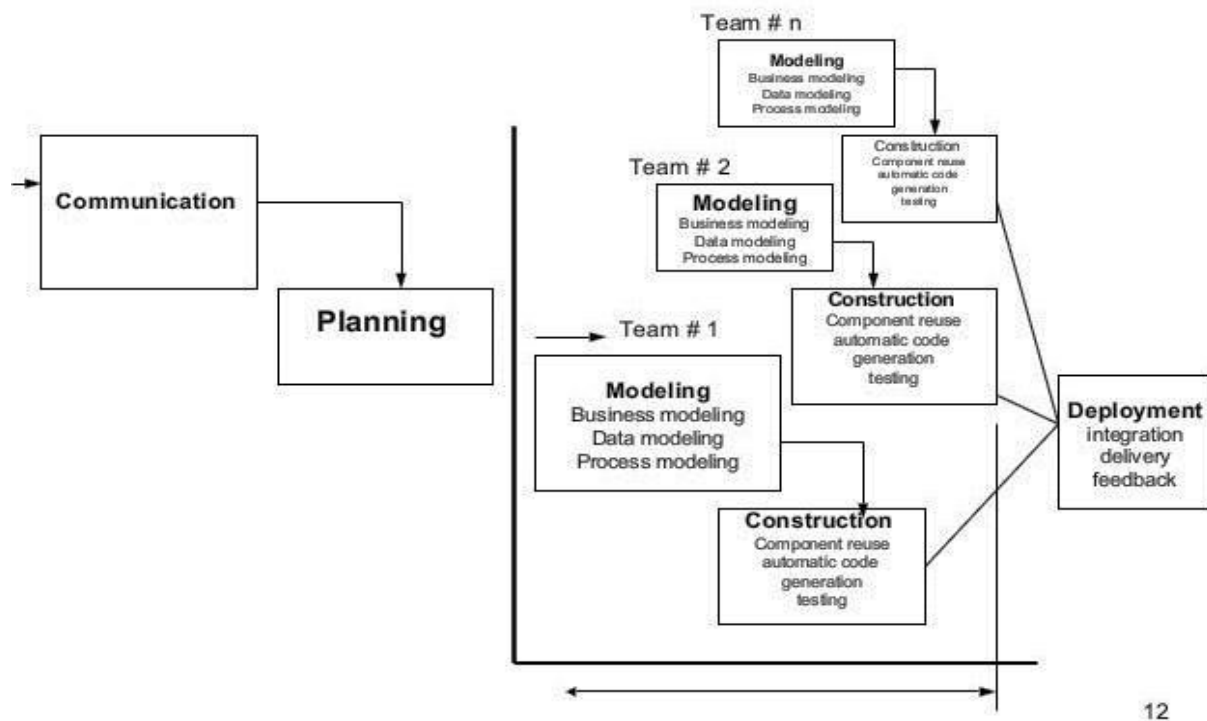 Communication
Planning
Team # n
Modeling
Business modeling
Data modeling
Process modeling
Construction
Component reuse
automatic code
generation
testing
Team # 2
Modeling
Business modeling
Data modeling
Process modeling
Construction
Component reuse
automatic code
generation
testing
Team # 1
Modeling
Business modeling
Data modeling
Process modeling
Construction
Component reuse
automatic code
generation
testing
Deployment
integration
delivery
feedback
12